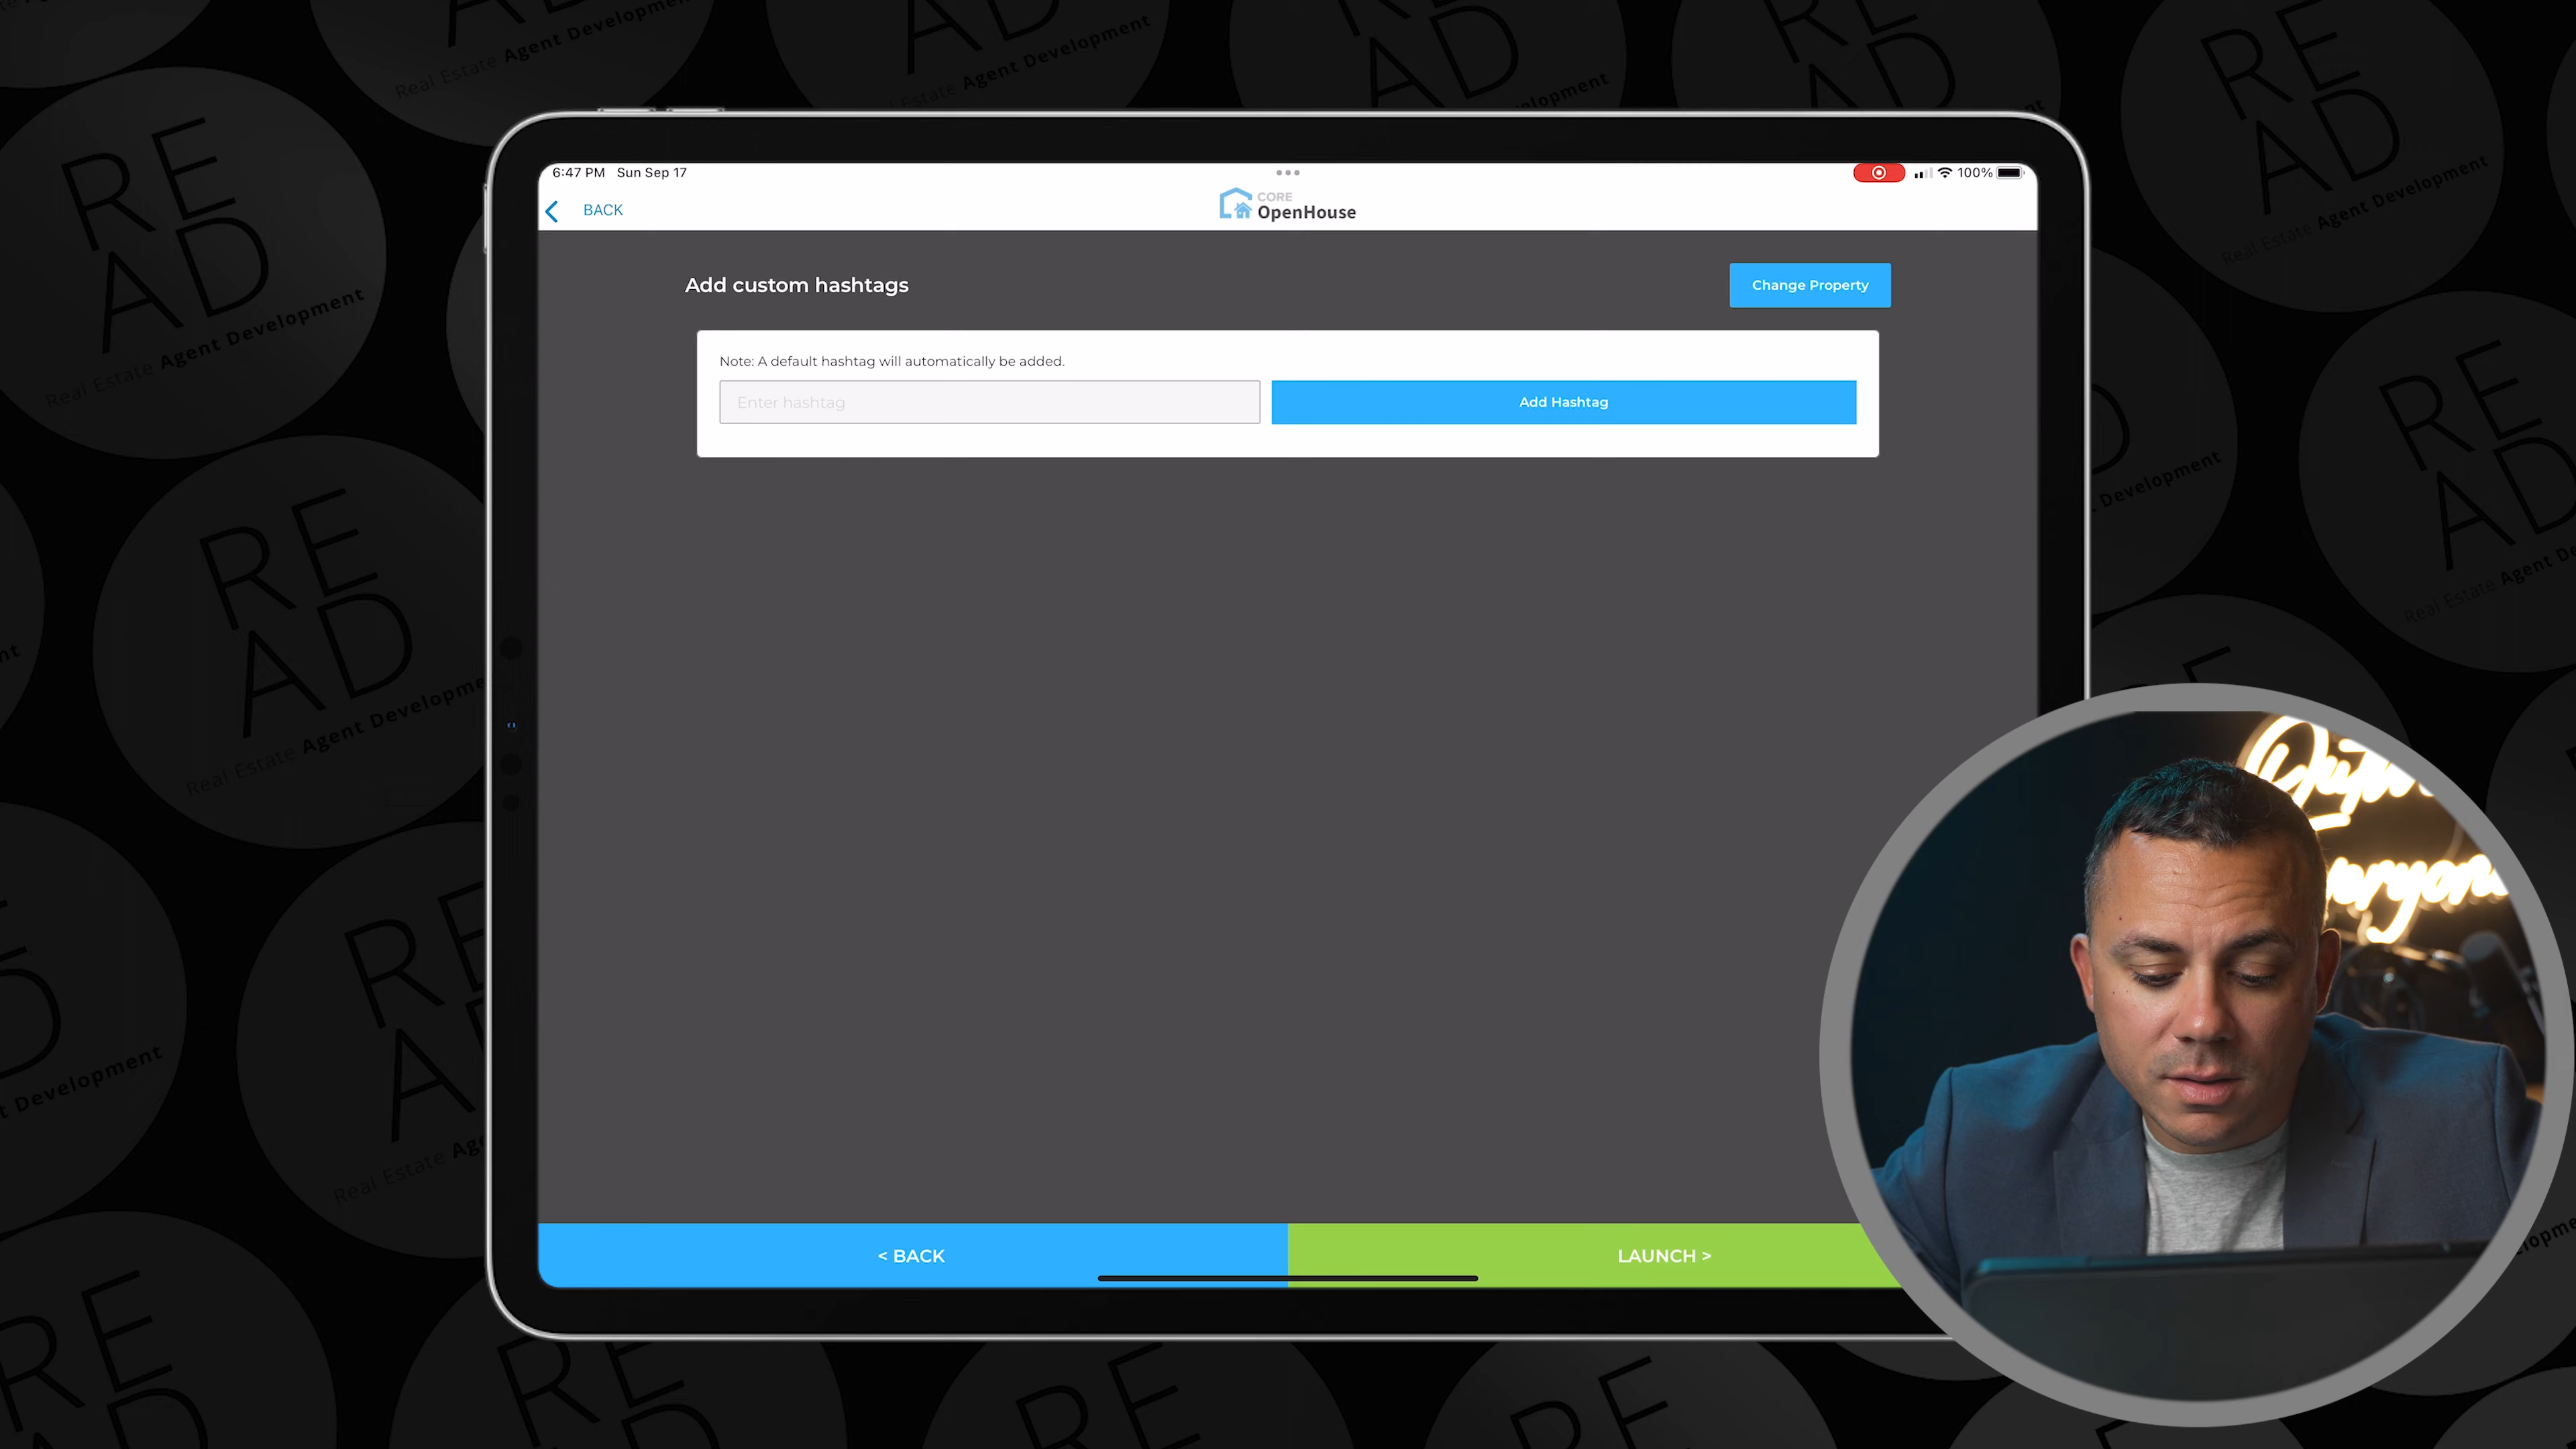 6:47 PM Sun Sep 17
100%
BACK
CORE
OpenHouse
Add custom hashtags
Change Property
Note: A default hashtag will automatically be added.
Enter hashtag
Add Hashtag
< BACK
LAUNCH >
RE
AD
Real Estate Agent Development